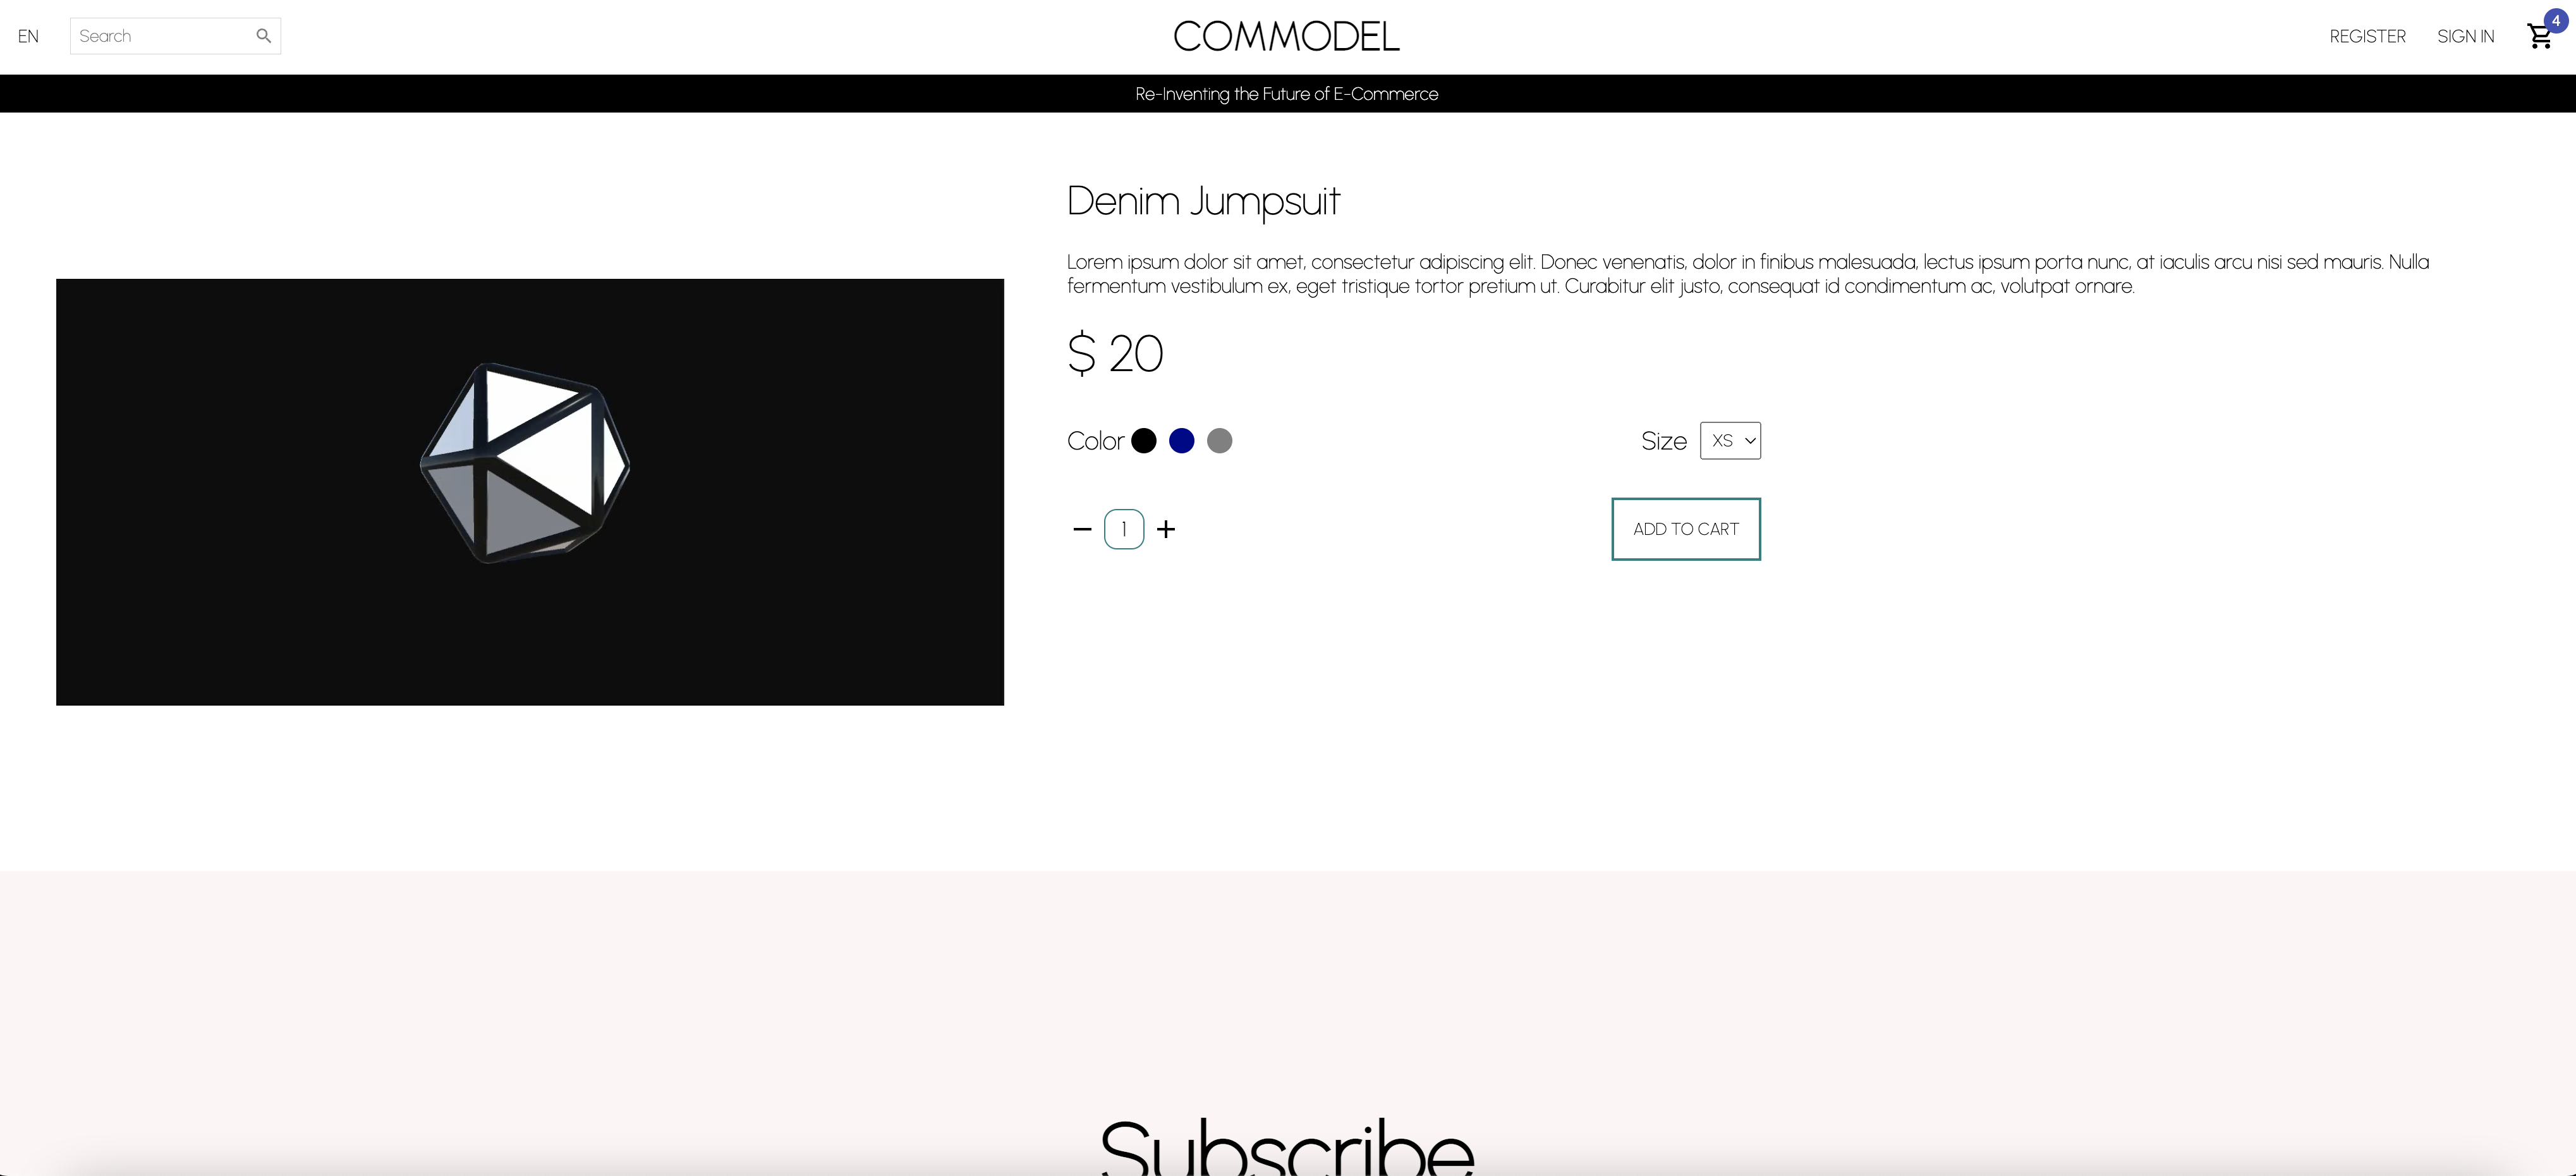 EN
Search
COMMODEL
REGISTER
SIGN IN
4
Re-Inventing the Future of E-Commerce
Denim Jumpsuit
Lorem ipsum dolor sit amet, consectetur adipiscing elit. Donec venenatis, dolor in finibus malesuada, lectus ipsum porta nunc, at iaculis arcu nisi sed mauris. Nulla
fermentum vestibulum ex, eget tristique tortor pretium ut. Curabitur elit justo, consequat id condimentum ac, volutpat ornare.
$ 20
Color
Size
XS
1
ADD TO CART
Subscribe